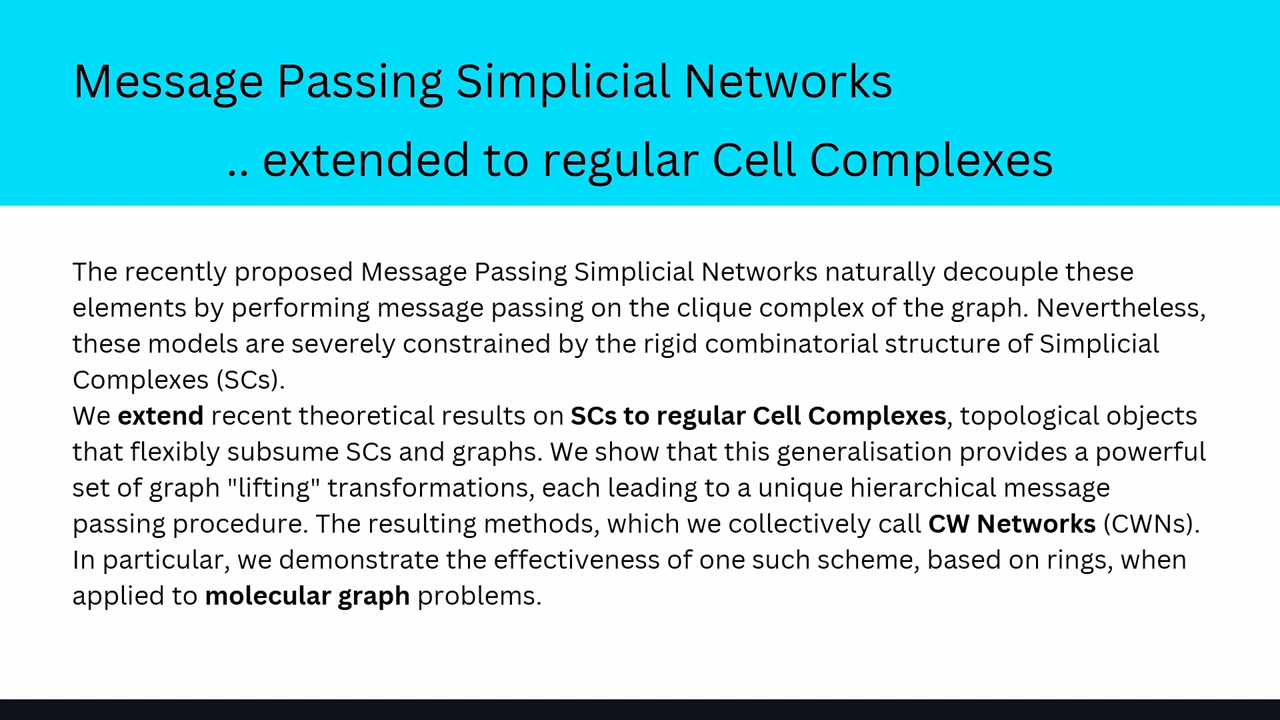 Message Passing Simplicial Networks
.. extended to regular Cell Complexes
The recently proposed Message Passing Simplicial Networks naturally decouple these
elements by performing message passing on the clique complex of the graph. Nevertheless,
these models are severely constrained by the rigid combinatorial structure of Simplicial
Complexes (SCs).
We extend recent theoretical results on SCs to regular Cell Complexes, topological objects
that flexibly subsume SCs and graphs. We show that this generalisation provides a powerful
set of graph "lifting" transformations, each leading to a unique hierarchical message
passing procedure. The resulting methods, which we collectively call CW Networks (CWNs).
In particular, we demonstrate the effectiveness of one such scheme, based on rings, when
applied to molecular graph problems.